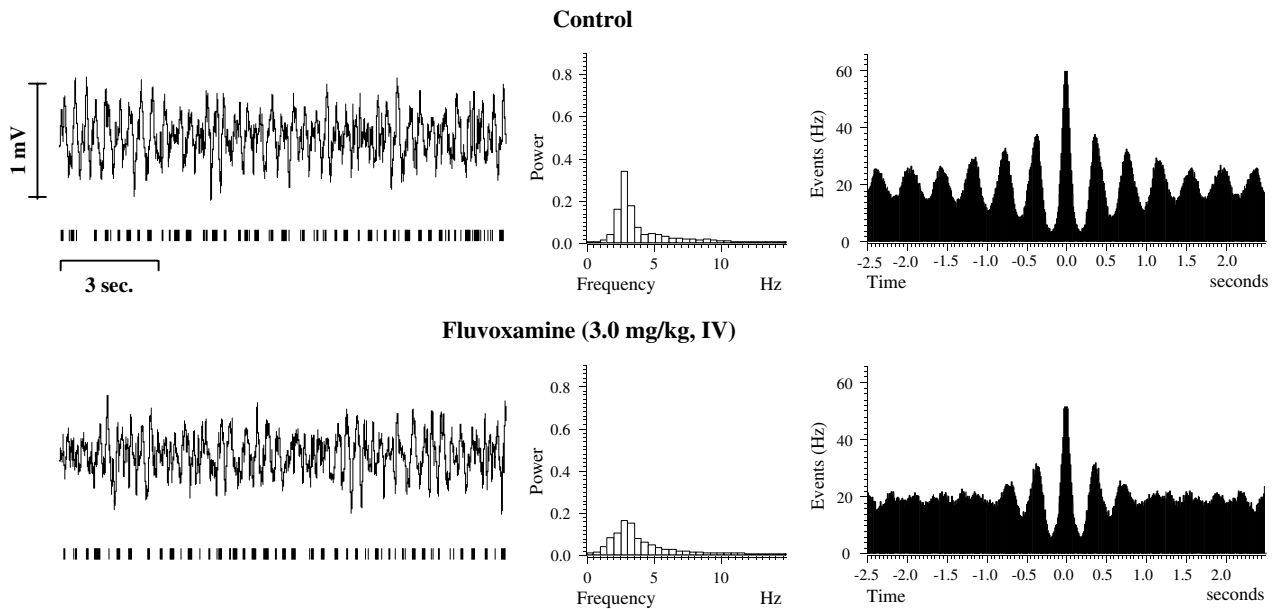 Control
1 mV
3 sec.
Power
0.8
0.6
0.4
0.2
0.0
0 5 10
Frequency Hz
Events (Hz)
60
40
20
0
-2.5 -2.0 -1.5 -1.0 -0.5 0.0 0.5 1.0 1.5 2.0
Time seconds
Fluvoxamine (3.0 mg/kg, IV)
Power
0.8
0.6
0.4
0.2
0.0
0 5 10
Frequency Hz
Events (Hz)
60
40
20
0
-2.5 -2.0 -1.5 -1.0 -0.5 0.0 0.5 1.0 1.5 2.0
Time seconds